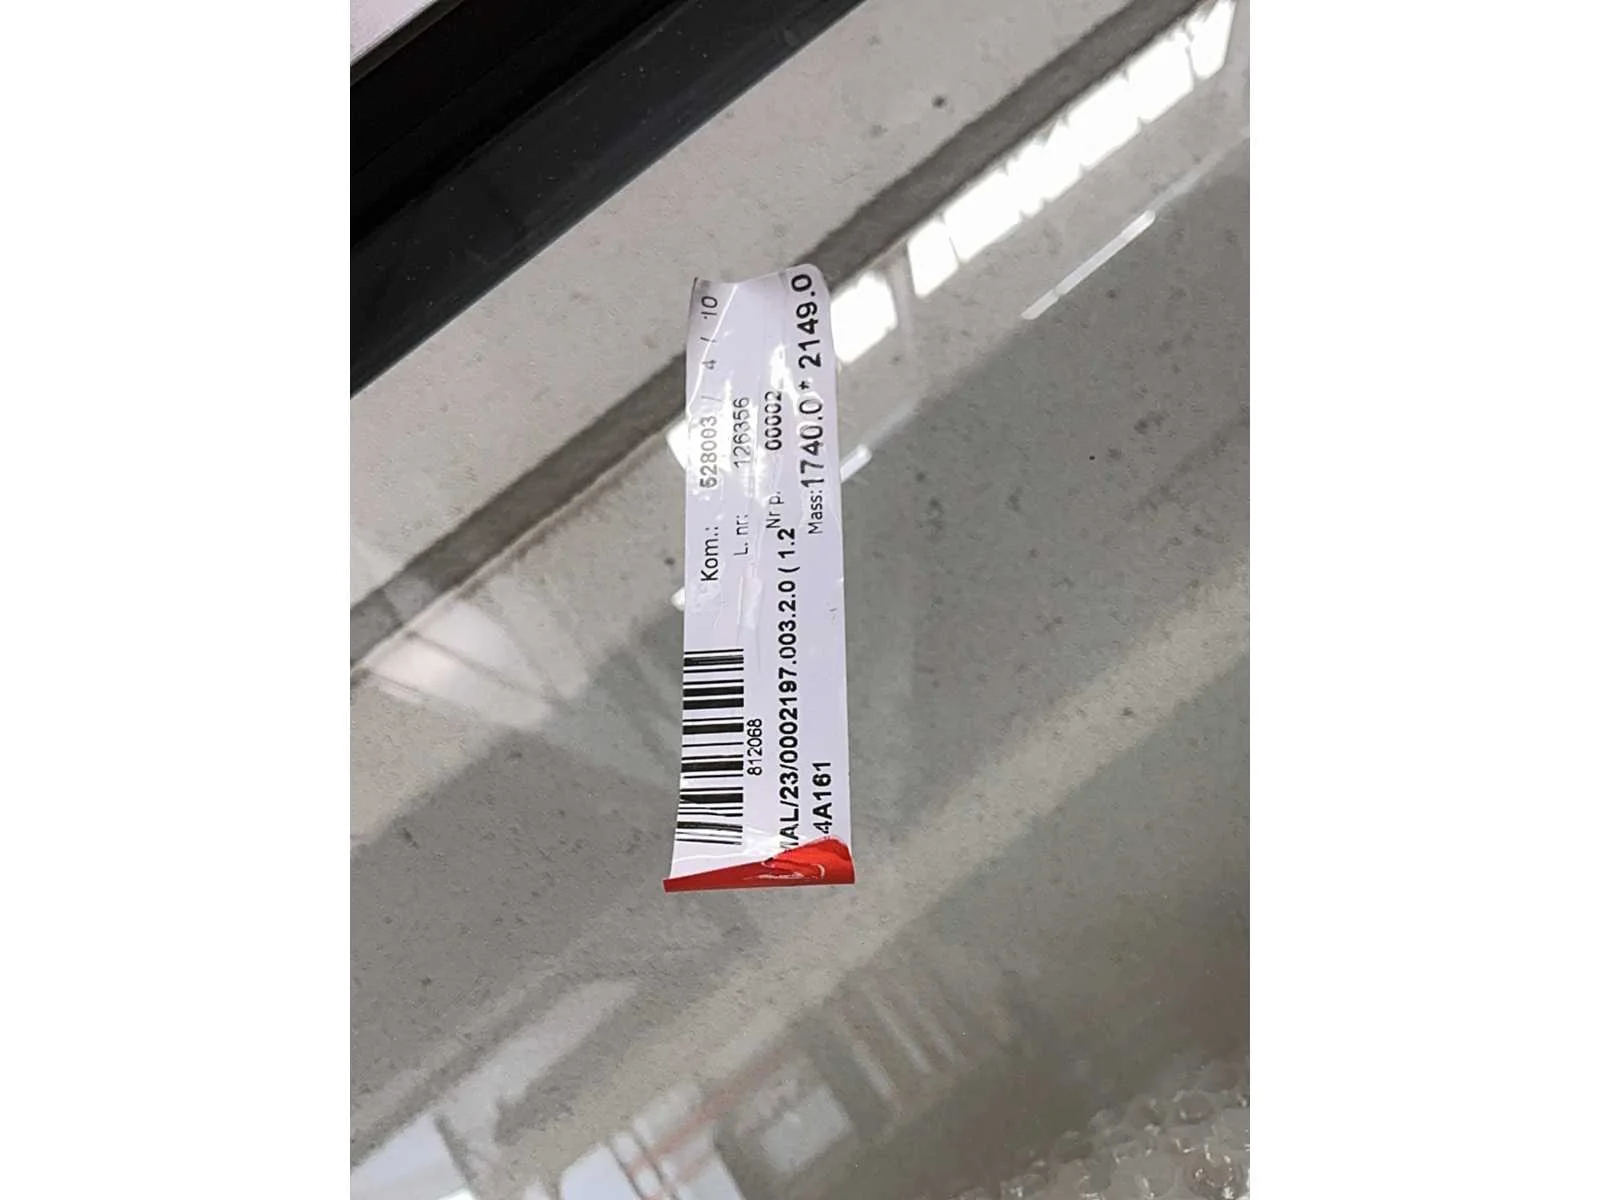 Kom.: 528003 / 4 / 10
L. nr: 126356
812068 Nr p. 00002
MAL/23/0002197.003.2.0 ( 1.2
4A161 Mass: 1740.0 * 2149.0